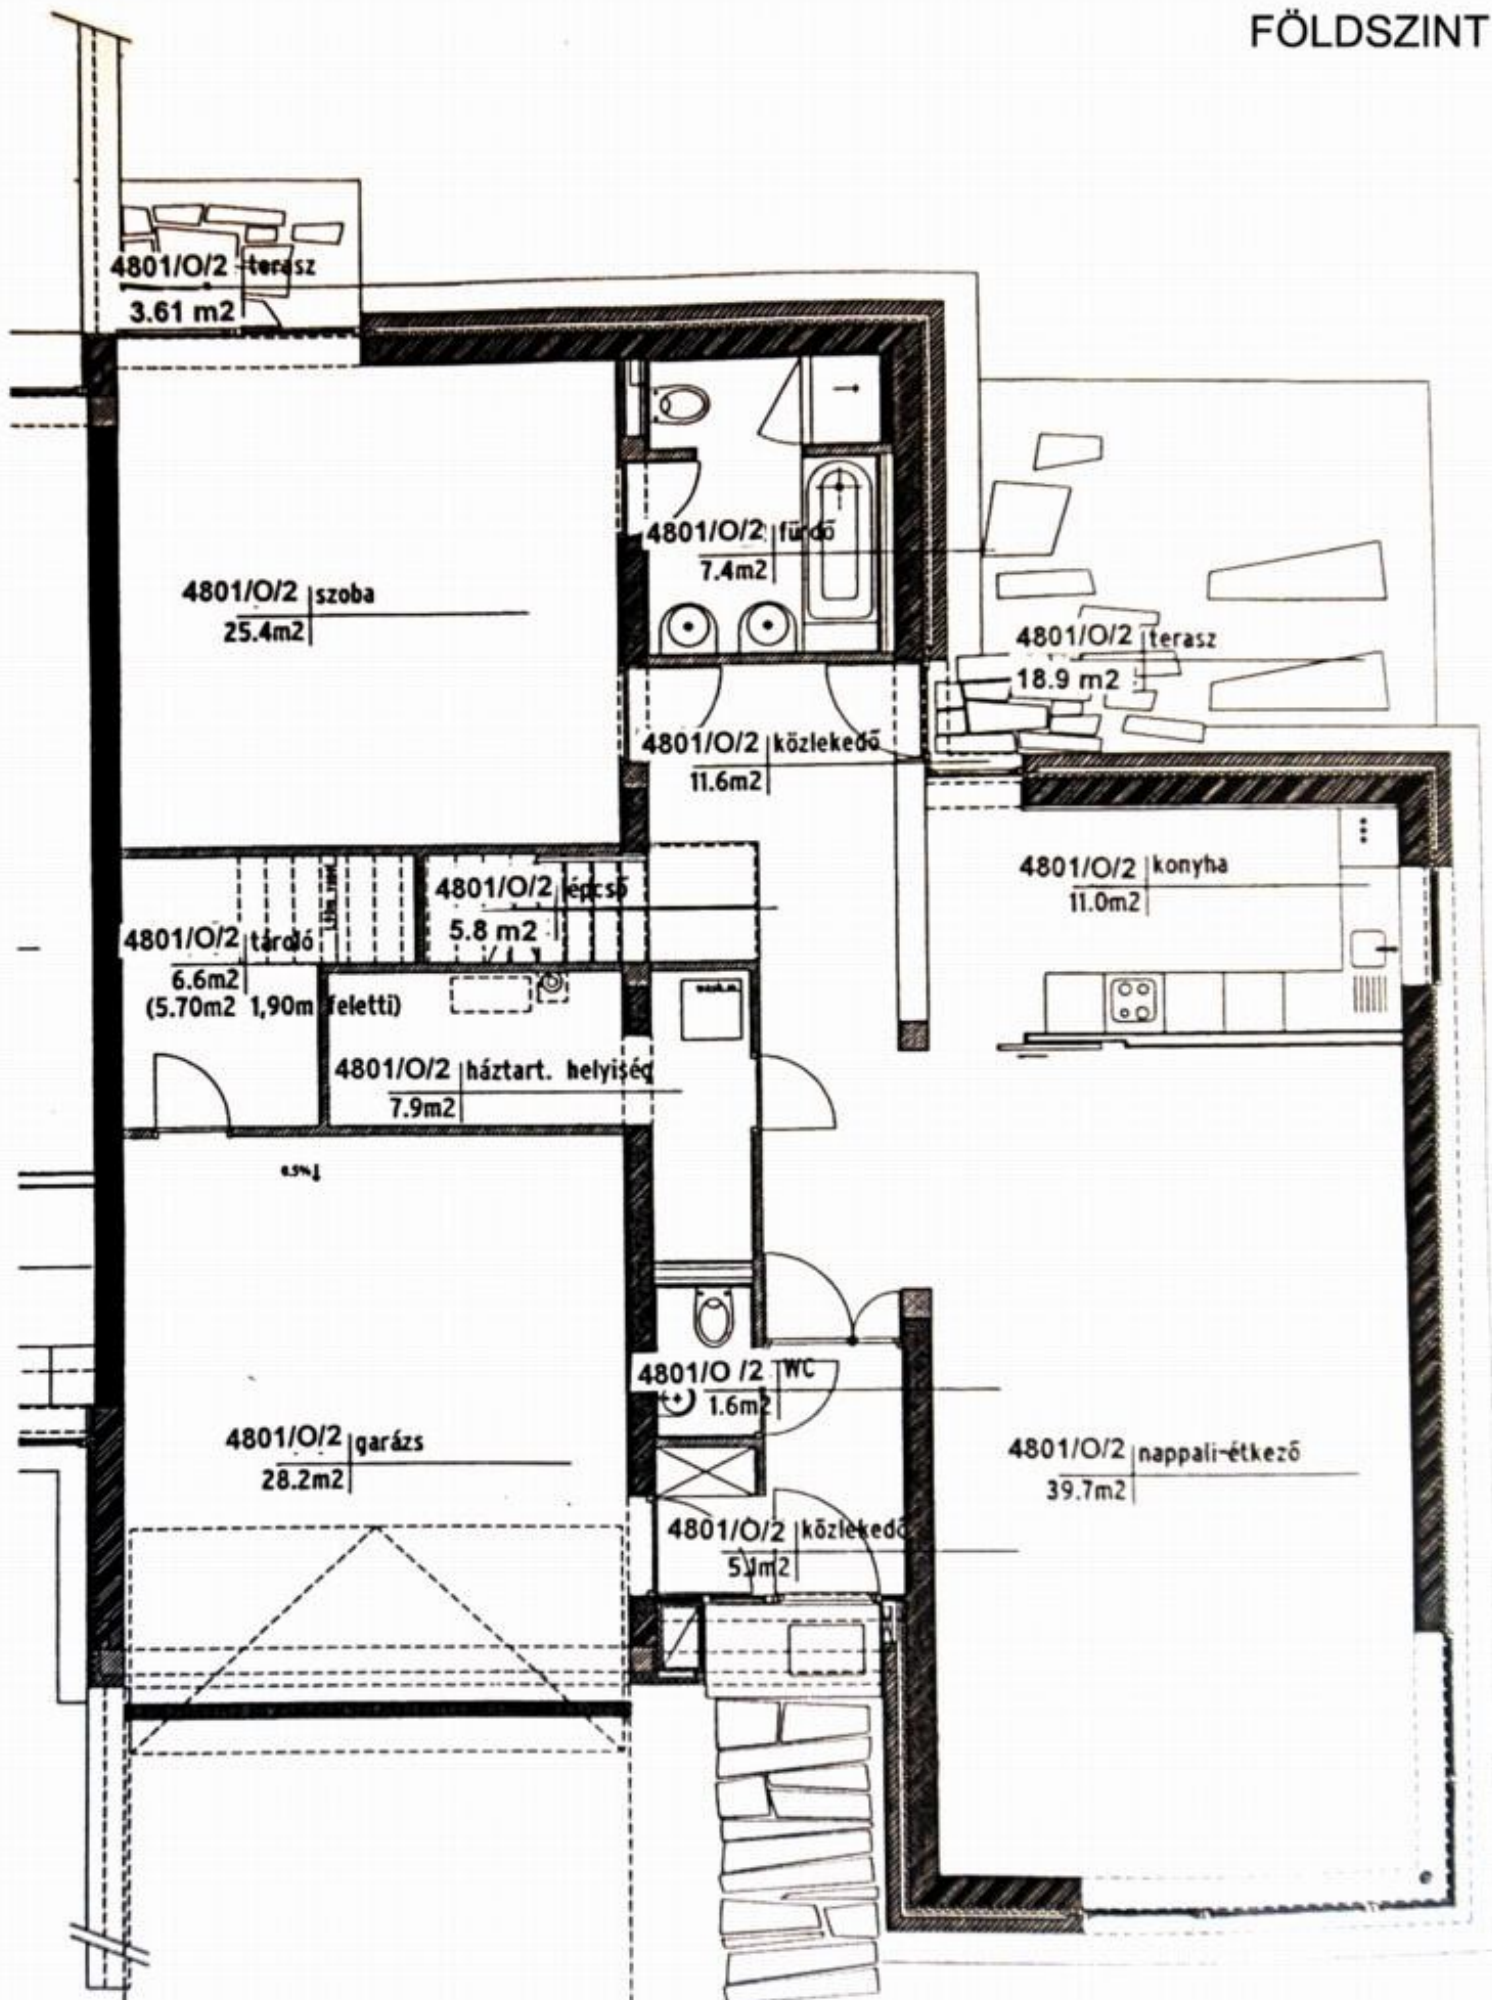 FÖLDSZINT
4801/O/2 terasz
3.61 m2
4801/O/2 fürdő
7.4m2
4801/O/2 szoba
25.4m2
4801/O/2 terasz
18.9 m2
4801/O/2 közlekedő
11.6m2
4801/O/2 konyha
11.0m2
4801/O/2 lépcső
5.8 m2
4801/O/2 tároló
6.6m2
(5.70m2 1,90m feletti)
4801/O/2 háztart. helyiség
7.9m2
0.5%
4801/O /2 WC
1.6m2
4801/O/2 garázs
28.2m2
4801/O/2 nappali-étkező
39.7m2
4801/O/2 közlekedő
5.1m2